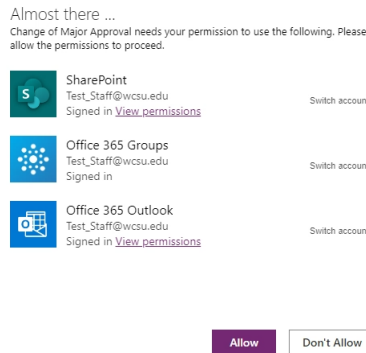 Almost there ...
Change of Major Approval needs your permission to use the following. Please
allow the permissions to proceed.
SharePoint
Test_Staff@wcsu.edu
Switch accoun
Signed in View permissions
Office 365 Groups
Test_Staff@wcsu.edu
Switch accoun
Signed in
Office 365 Outlook
Test_Staff@wcsu.edu
Switch accoun
Signed in View permissions
Allow
Don't Allow